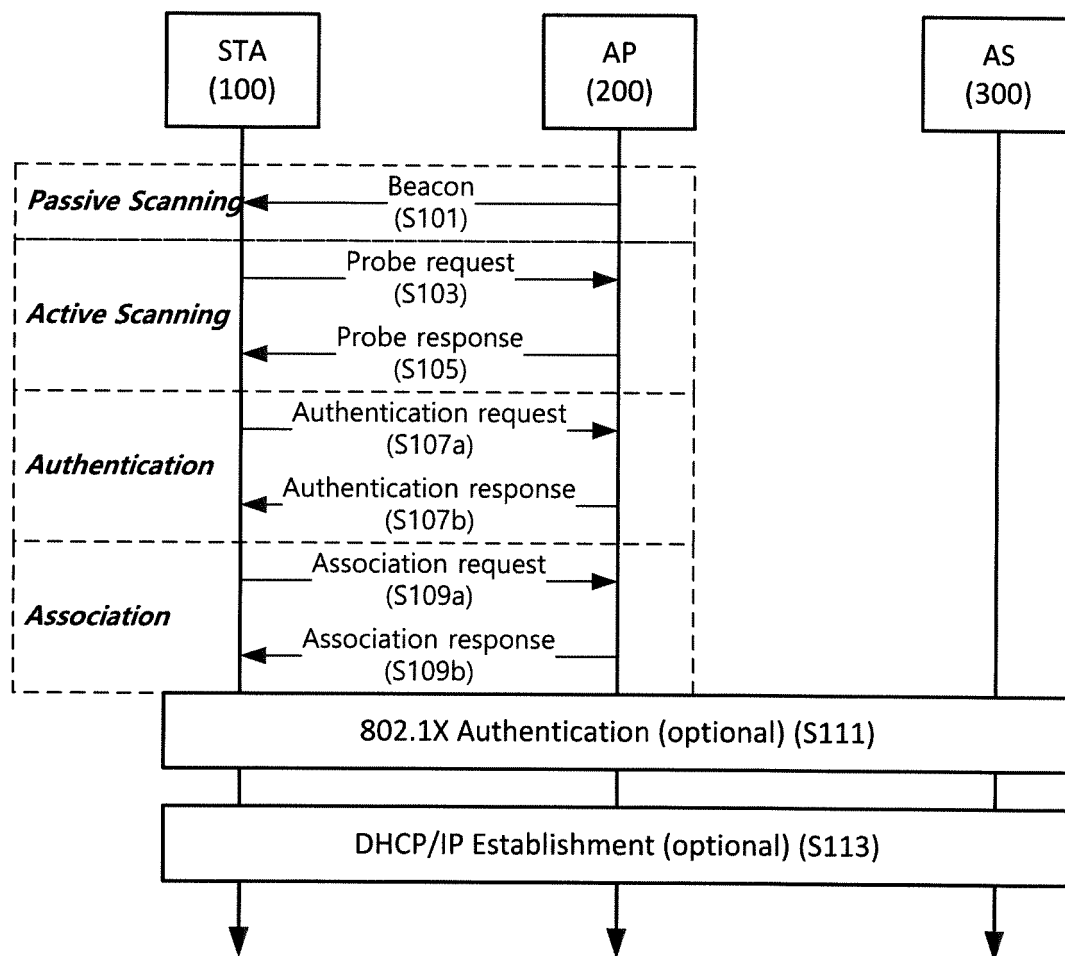 STA
(100)
AP
(200)
AS
(300)
Passive Scanning
Beacon
(S101)
Active Scanning
Probe request
(S103)
Probe response
(S105)
Authentication
Authentication request
(S107a)
Authentication response
(S107b)
Association
Association request
(S109a)
Association response
(S109b)
802.1X Authentication (optional) (S111)
DHCP/IP Establishment (optional) (S113)